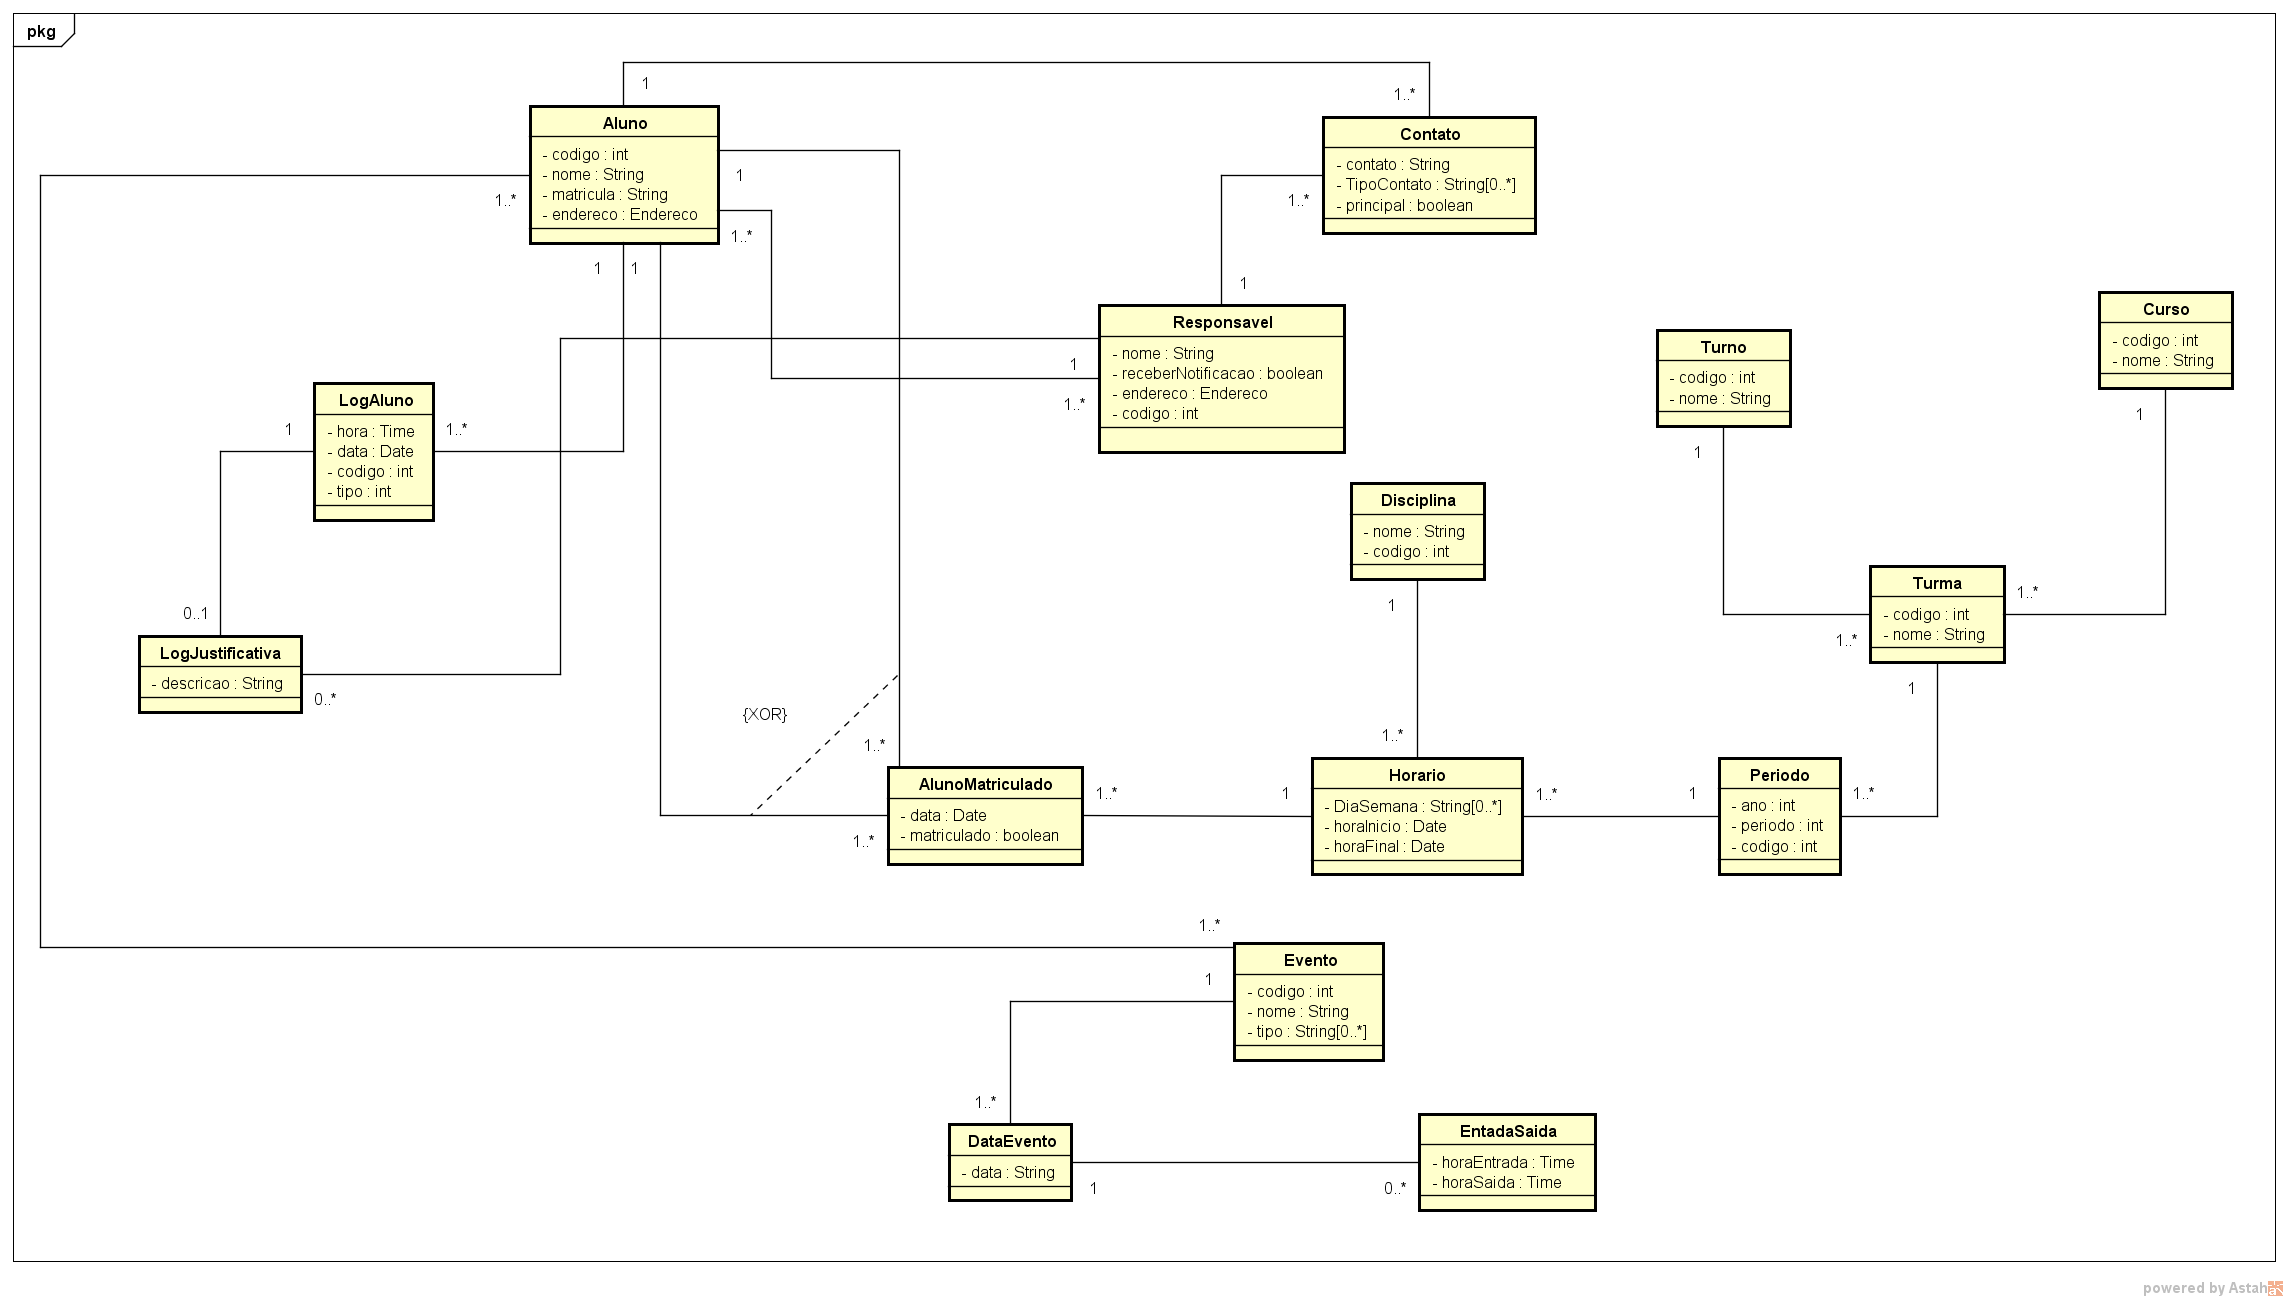 pkg
1
1..*
Aluno
- codigo : int
- nome : String
- matricula : String
- endereco : Endereco
1..*
1
1..*
1
1
Contato
- contato : String
- TipoContato : String[0..*]
- principal : boolean
1..*
1
Responsavel
- nome : String
- receberNotificacao : boolean
- endereco : Endereco
- codigo : int
1
1..*
Curso
- codigo : int
- nome : String
1
Turno
- codigo : int
- nome : String
1
LogAluno
- hora : Time
- data : Date
- codigo : int
- tipo : int
1
1..*
0..1
LogJustificativa
- descricao : String
0..*
Disciplina
- nome : String
- codigo : int
1
1..*
Turma
- codigo : int
- nome : String
1..*
1..*
1
{XOR}
1..*
1..*
AlunoMatriculado
- data : Date
- matriculado : boolean
1..*
1
Horario
- DiaSemana : String[0..*]
- horaInicio : Date
- horaFinal : Date
1..*
1
Periodo
- ano : int
- periodo : int
- codigo : int
1..*
1..*
1
Evento
- codigo : int
- nome : String
- tipo : String[0..*]
1..*
DataEvento
- data : String
1
0..*
EntadaSaida
- horaEntrada : Time
- horaSaida : Time
powered by Astah